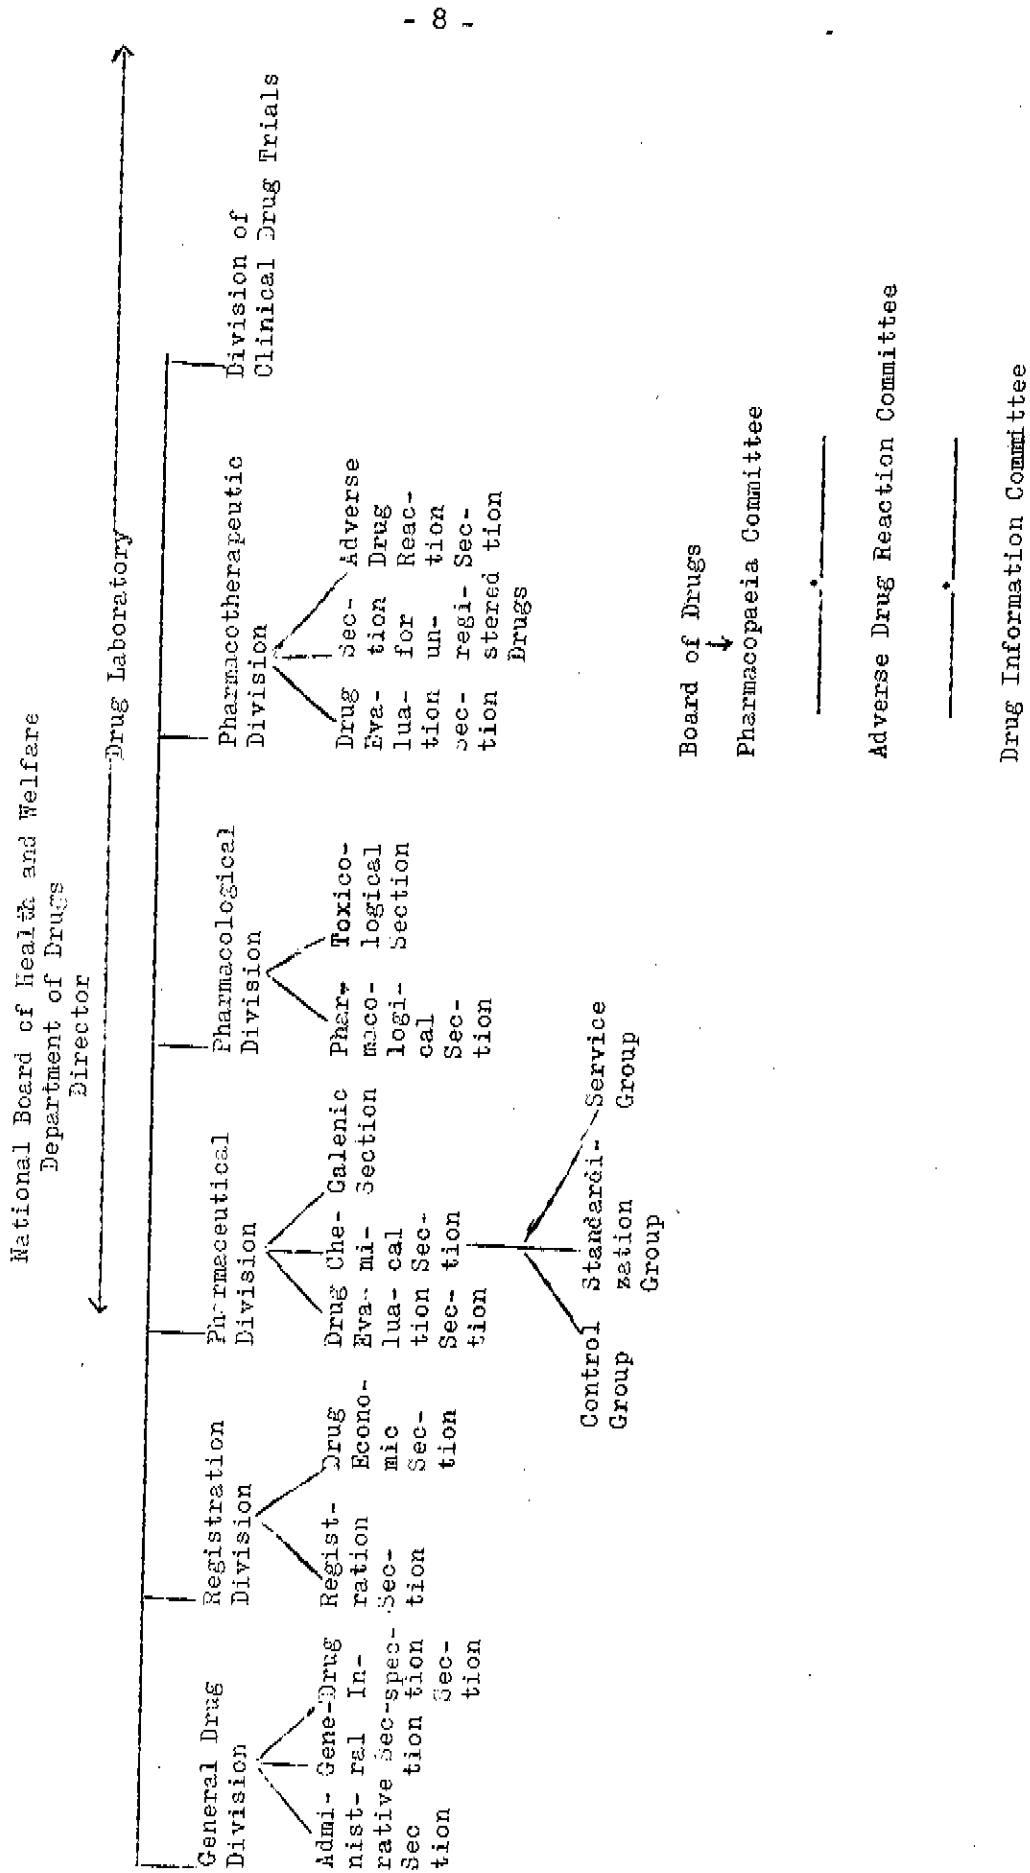 - 8 -
National Board of Health and Welfare
Department of Drugs
Director
Drug Laboratory
General Drug
Division
Admi-
nist-
rative
Sec
tion
Gene-
ral
Sec-
tion
Drug
In-
spec-
tion
Sec-
tion
Registration
Division
Regist-
ration
Sec-
tion
Drug
Econo-
mic
Sec-
tion
Pharmaceutical
Division
Drug
Eva-
lua-
tion
Sec-
tion
Che-
mi-
cal
Sec-
tion
Galenic
Section
Control
Group
Standardi-
zation
Group
Service
Group
Pharmacological
Division
Phar-
maco-
logi-
cal
Sec-
tion
Toxico-
logical
Section
Pharmacotherapeutic
Division
Drug
Eva-
lua-
tion
Sec-
tion
Sec-
tion
for
un-
regi-
stered
Drugs
Adverse
Drug
Reac-
tion
Sec-
tion
Division of
Clinical Drug Trials
Board of Drugs
Pharmacopaeia Committee
Adverse Drug Reaction Committee
Drug Information Committee